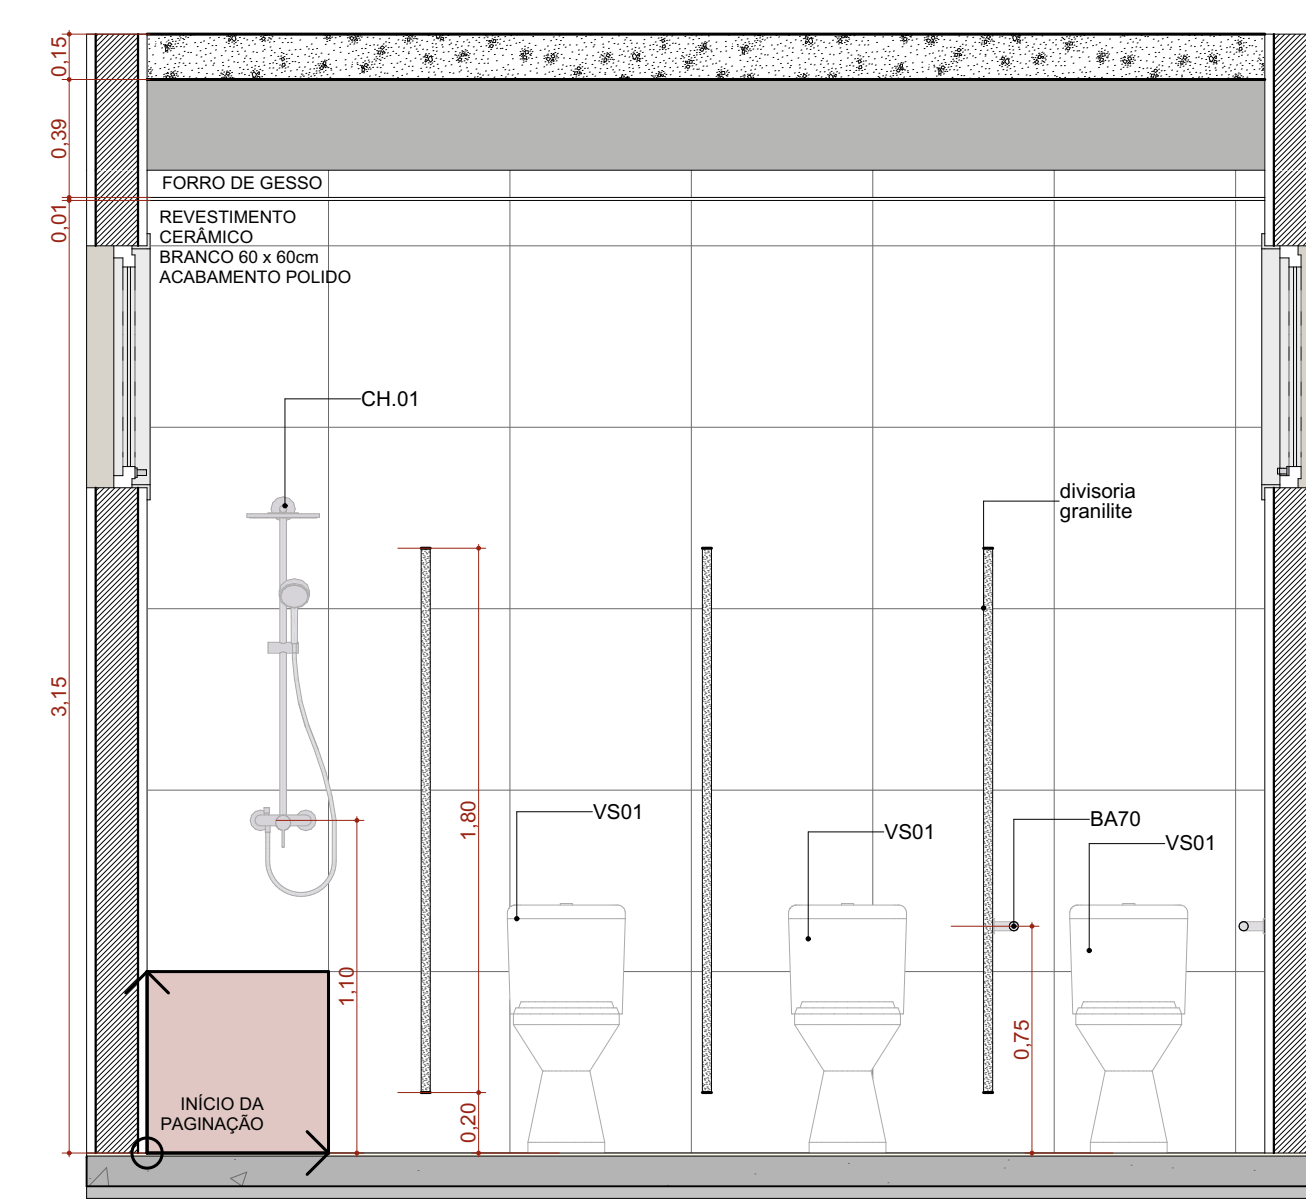 0,15
0,39
FORRO DE GESSO
0,01
REVESTIMENTO
CERÂMICO
BRANCO 60 x 60cm
ACABAMENTO POLIDO
CH.01
divisoria
granilite
3,15
1,80
VS01
VS01
BA70
VS01
1,10
0,75
INÍCIO DA
PAGINAÇÃO
0,20